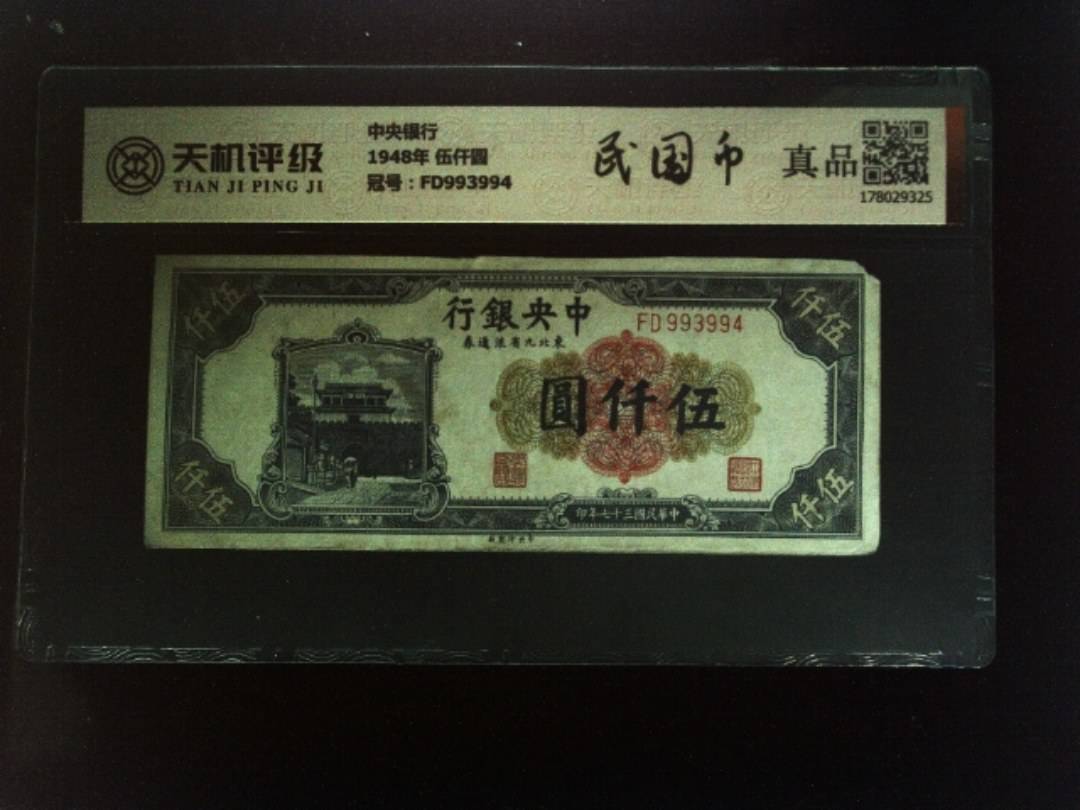 天机评级
TIAN JI PING JI
中央银行
1948年 伍仟圆
冠号：FD993994
民国币
真品
178029325
仟伍
仟伍
行銀央中
FD993994
券通流省九北東
圓仟伍
仟伍
仟伍
印年七十三國民華中